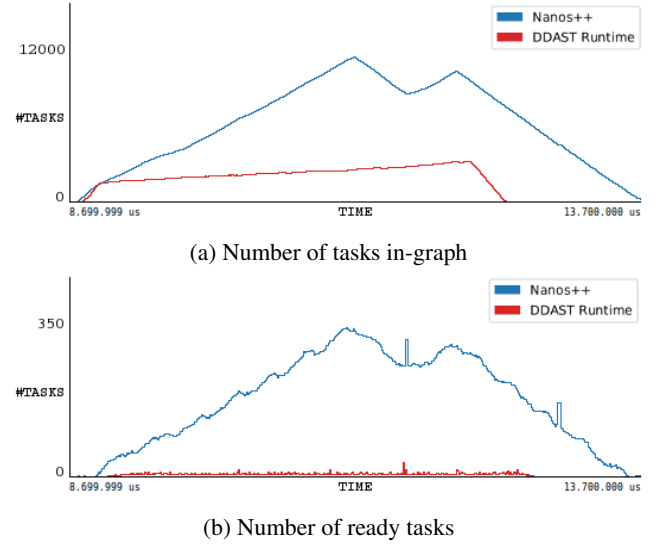 Nanos++
DDAST Runtime
12000
#TASKS
0
8.699.999 us
TIME
13.700.000 us
(a) Number of tasks in-graph
Nanos++
DDAST Runtime
350
#TASKS
0
8.699.999 us
TIME
13.700.000 us
(b) Number of ready tasks